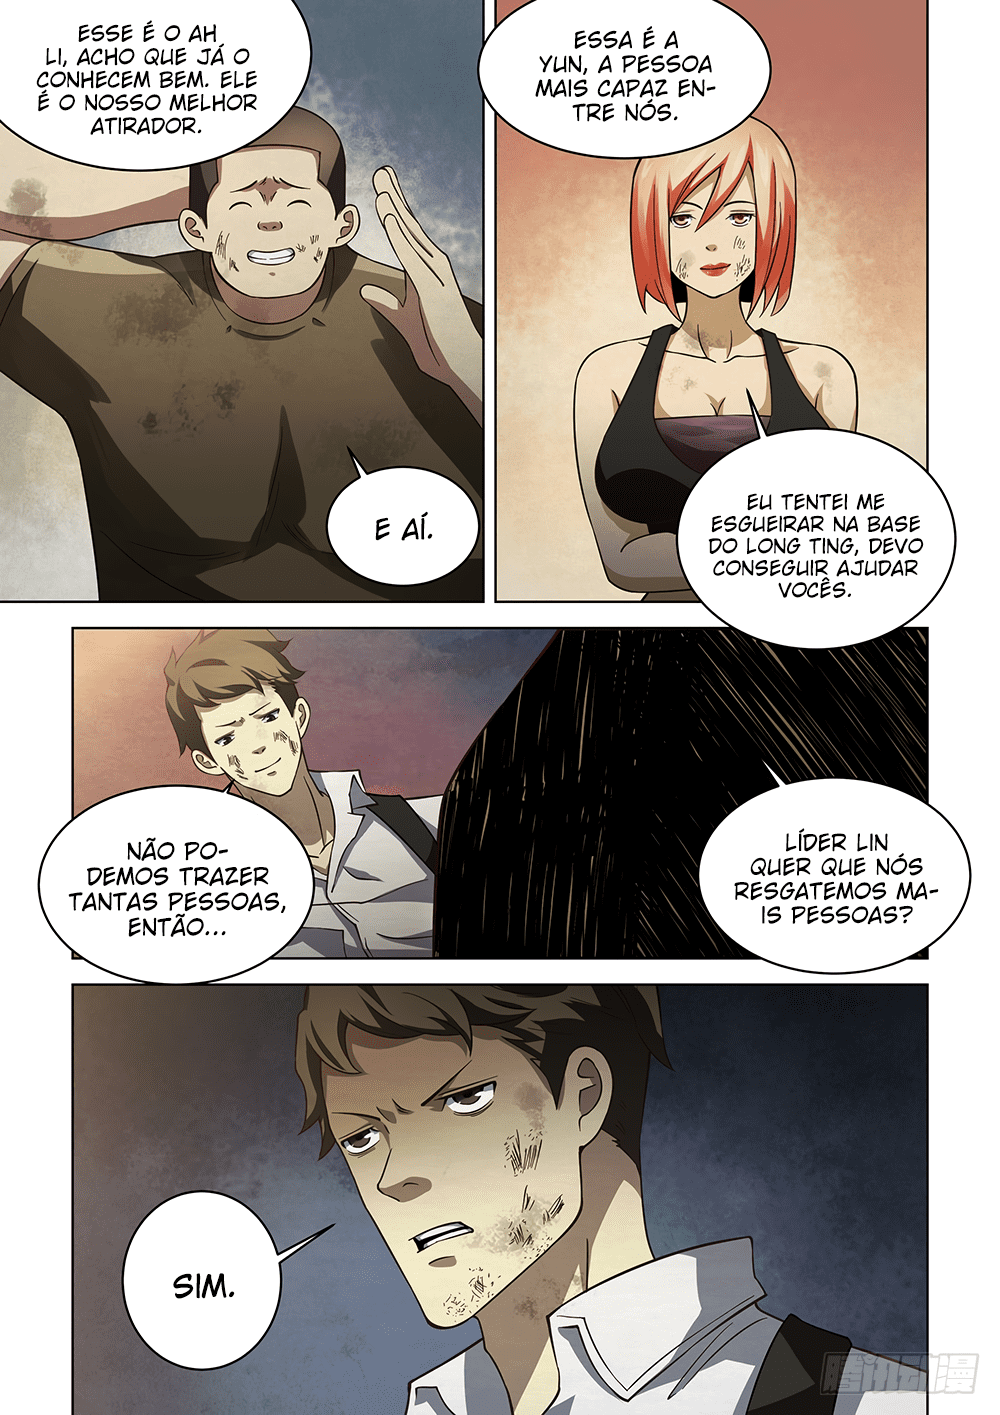 ESSE É O AH
LI, ACHO QUE JÁ O
CONHECEM BEM. ELE
É O NOSSO MELHOR
ATIRADOR.
E AÍ.
ESSA É A
YUN, A PESSOA
MAIS CAPAZ EN-
TRE NÓS.
EU TENTEI ME
ESGUEIRAR NA BASE
DO LONG TING, DEVO
CONSEGUIR AJUDAR
VOCÊS.
NÃO PO-
DEMOS TRAZER
TANTAS PESSOAS,
ENTÃO...
LÍDER LIN
QUER QUE NÓS
RESGATEMOS MA-
IS PESSOAS?
SIM.
腾讯动漫